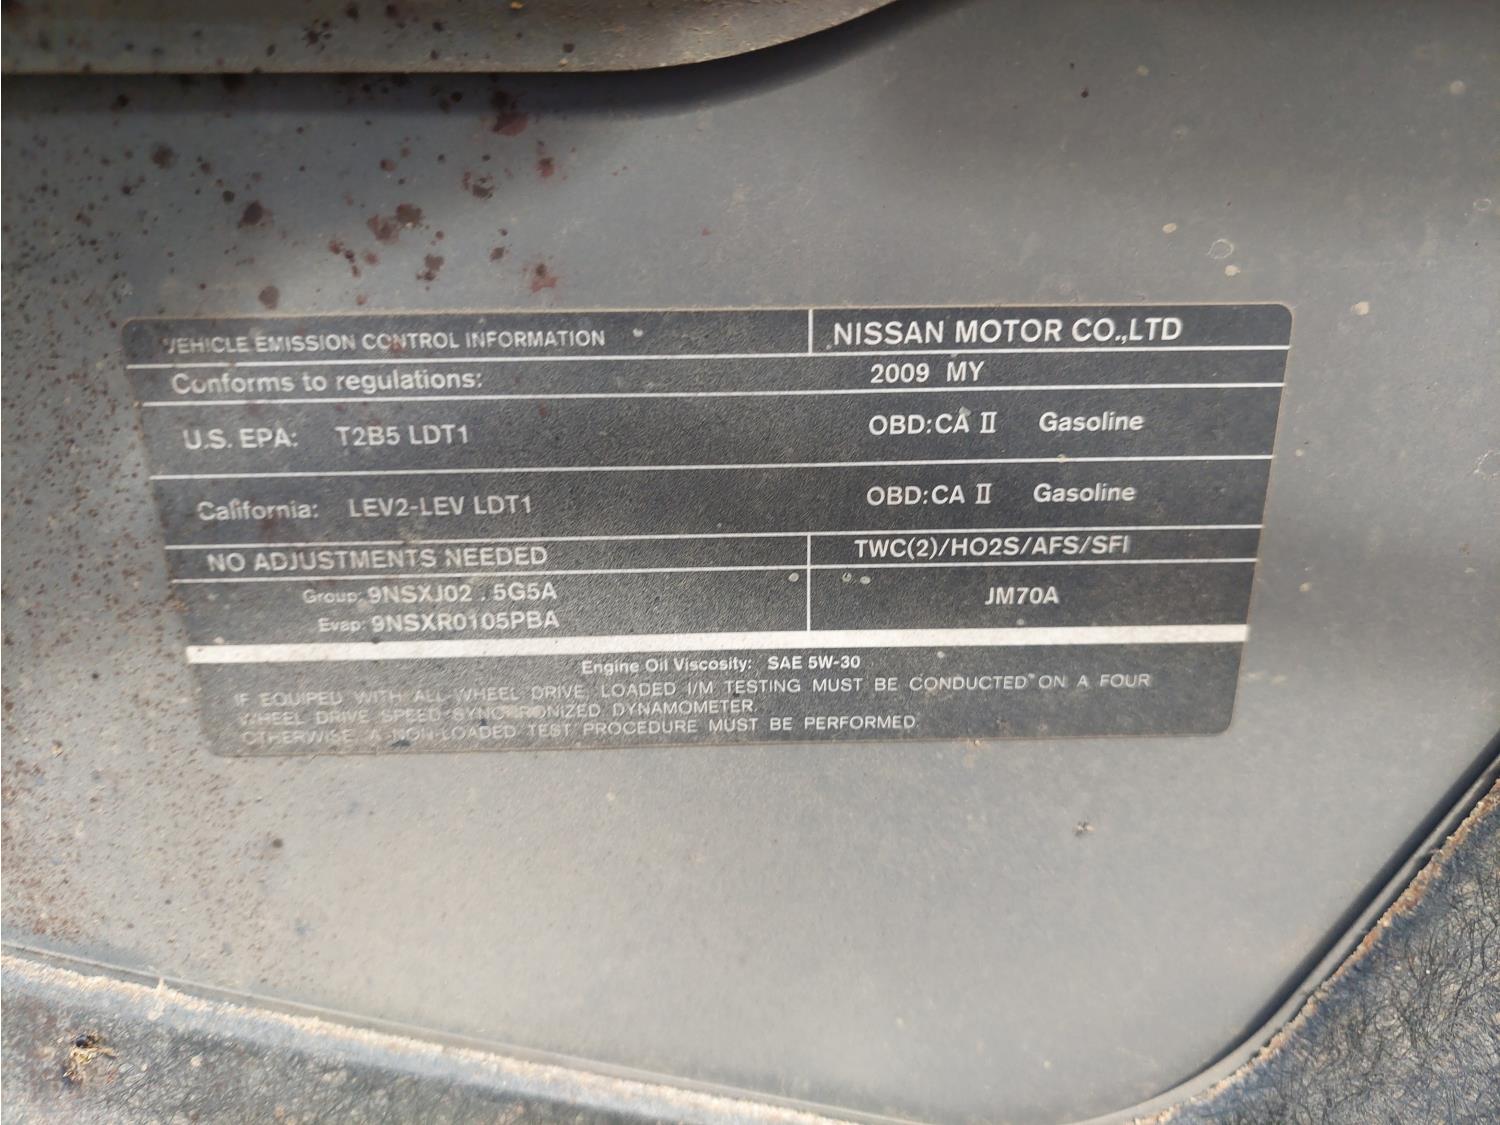 VEHICLE EMISSION CONTROL INFORMATION
NISSAN MOTOR CO.,LTD
Conforms to regulations:
2009 MY
U.S. EPA: T2B5 LDT1
OBD:CA II Gasoline
California: LEV2-LEV LDT1
OBD:CA II Gasoline
NO ADJUSTMENTS NEEDED
TWC(2)/HO2S/AFS/SFI
Group: 9NSXJ02 . 5G5A
Evap: 9NSXR0105PBA
JM70A
Engine Oil Viscosity: SAE 5W-30
IF EQUIPED WITH ALL WHEEL DRIVE, LOADED I/M TESTING MUST BE CONDUCTED ON A FOUR
WHEEL DRIVE SPEED SYNCHRONIZED DYNAMOMETER.
OTHERWISE, A NON-LOADED TEST PROCEDURE MUST BE PERFORMED